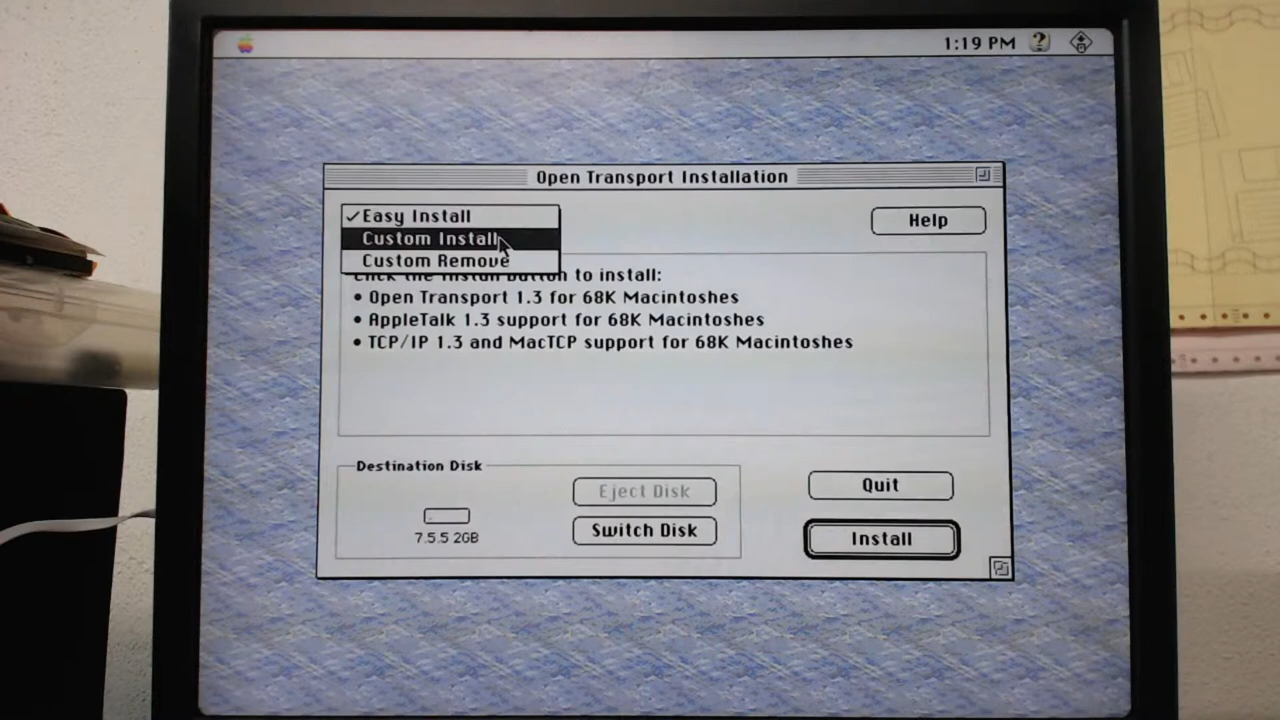 1:19 PM
Open Transport Installation
✓Easy Install
Custom Install
Custom Remove
Help
Click the Install button to install:
• Open Transport 1.3 for 68K Macintoshes
• AppleTalk 1.3 support for 68K Macintoshes
• TCP/IP 1.3 and MacTCP support for 68K Macintoshes
Destination Disk
Eject Disk
Quit
7.5.5 2GB
Switch Disk
Install